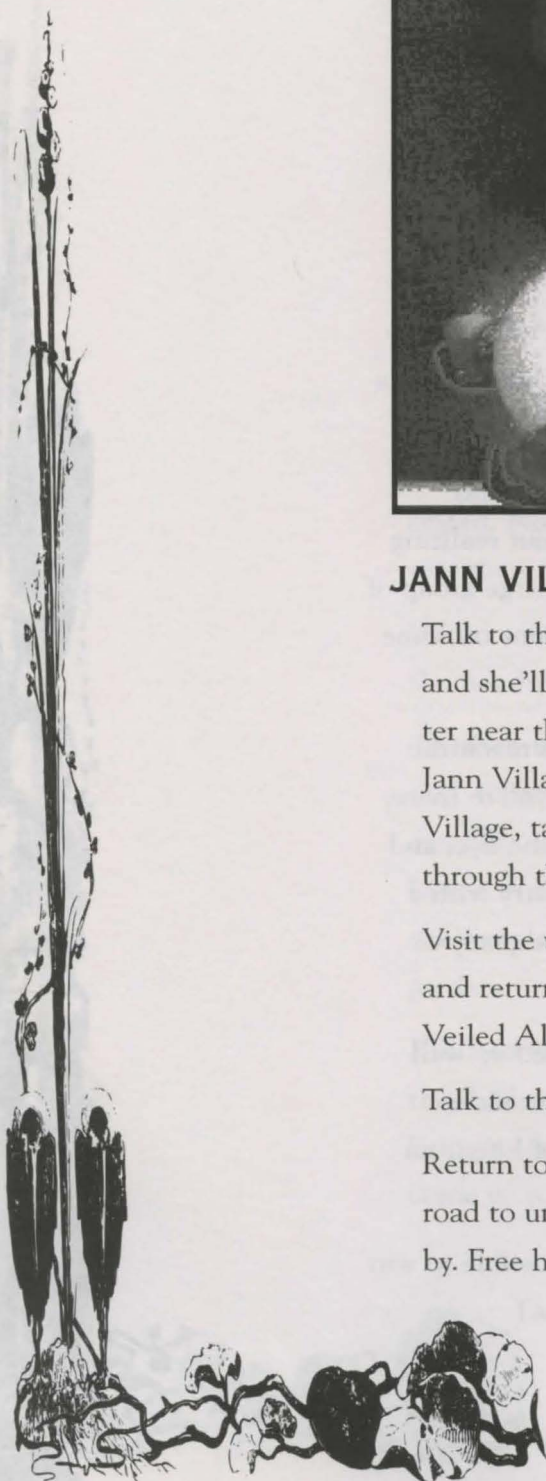 JANN VIL
Talk to th
and she'll
ter near th
Jann Villa
Village, ta
through t
Visit the
and return
Veiled Al
Talk to th
Return to
road to u
by. Free h